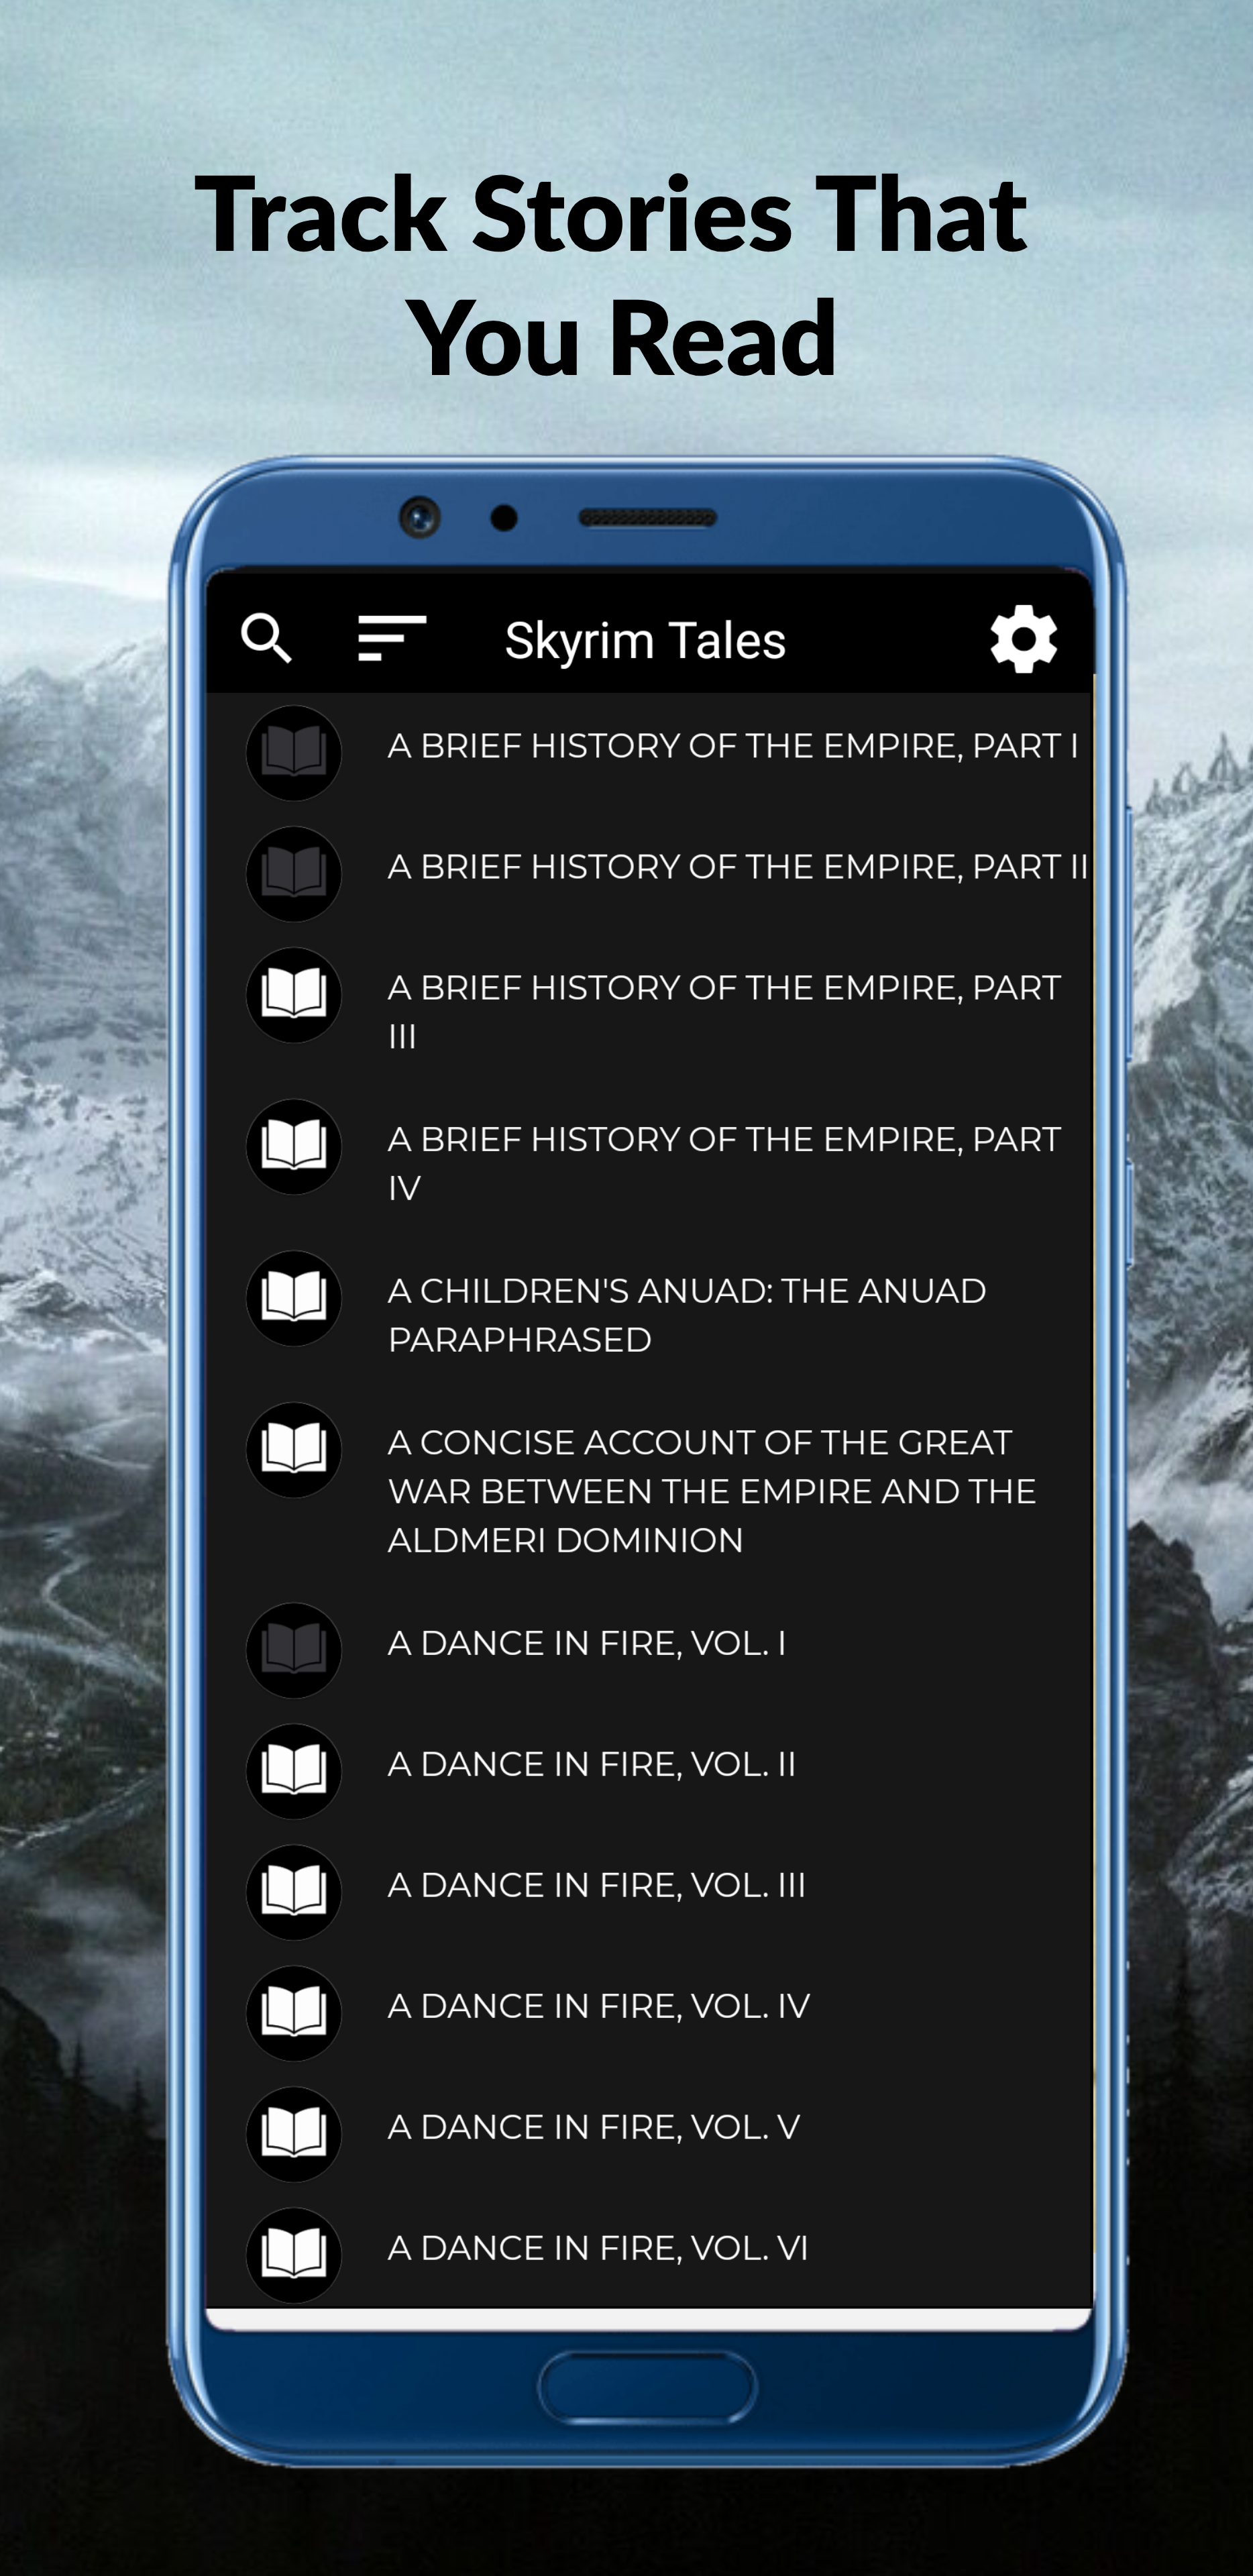 Track Stories That
You Read
Skyrim Tales
A BRIEF HISTORY OF THE EMPIRE, PART I
A BRIEF HISTORY OF THE EMPIRE, PART II
A BRIEF HISTORY OF THE EMPIRE, PART
III
A BRIEF HISTORY OF THE EMPIRE, PART
IV
A CHILDREN'S ANUAD: THE ANUAD
PARAPHRASED
A CONCISE ACCOUNT OF THE GREAT
WAR BETWEEN THE EMPIRE AND THE
ALDMERI DOMINION
A DANCE IN FIRE, VOL. I
A DANCE IN FIRE, VOL. II
A DANCE IN FIRE, VOL. III
A DANCE IN FIRE, VOL. IV
A DANCE IN FIRE, VOL. V
A DANCE IN FIRE, VOL. VI